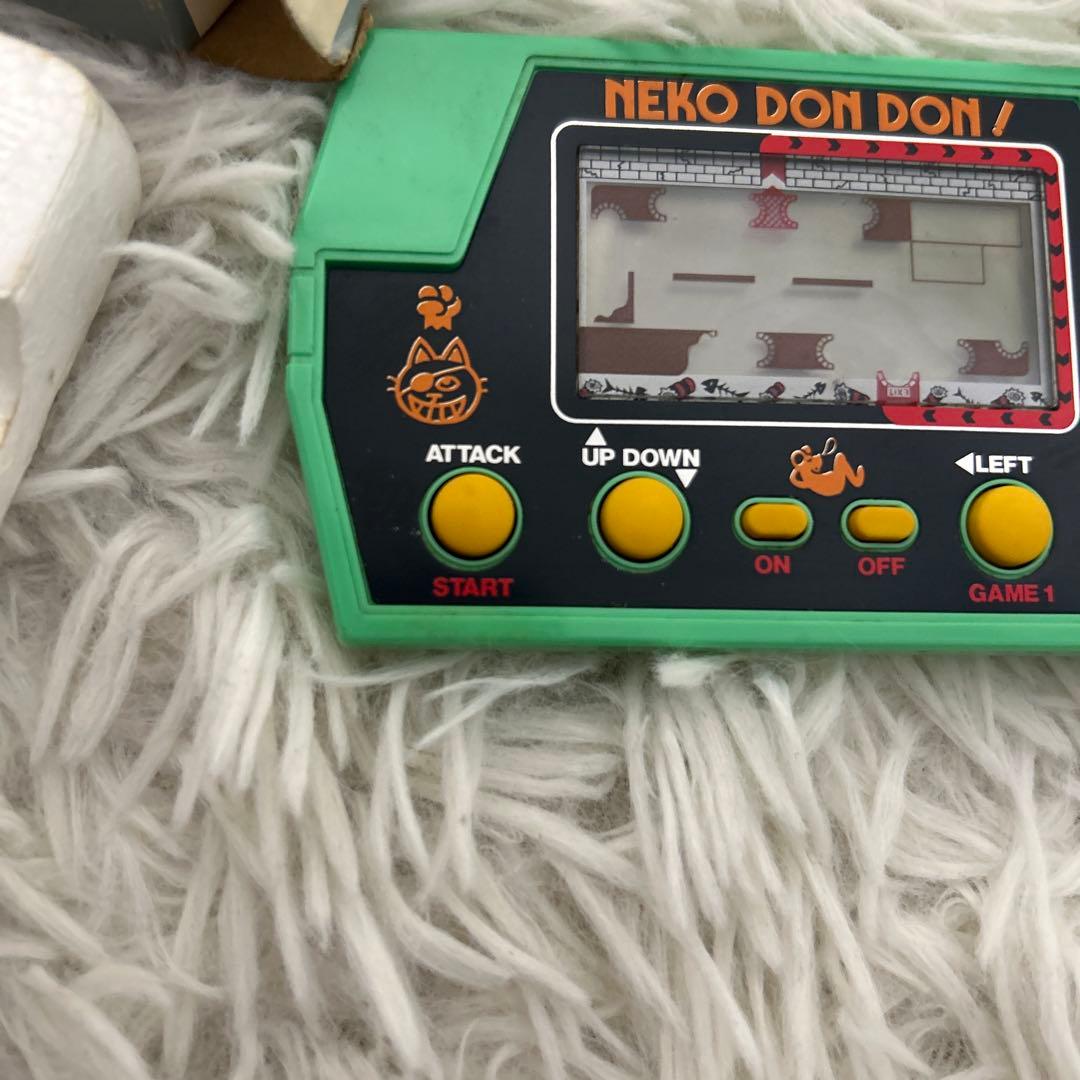 NEKO DON DON!
ATTACK
UP DOWN
LEFT
ON
OFF
START
GAME 1